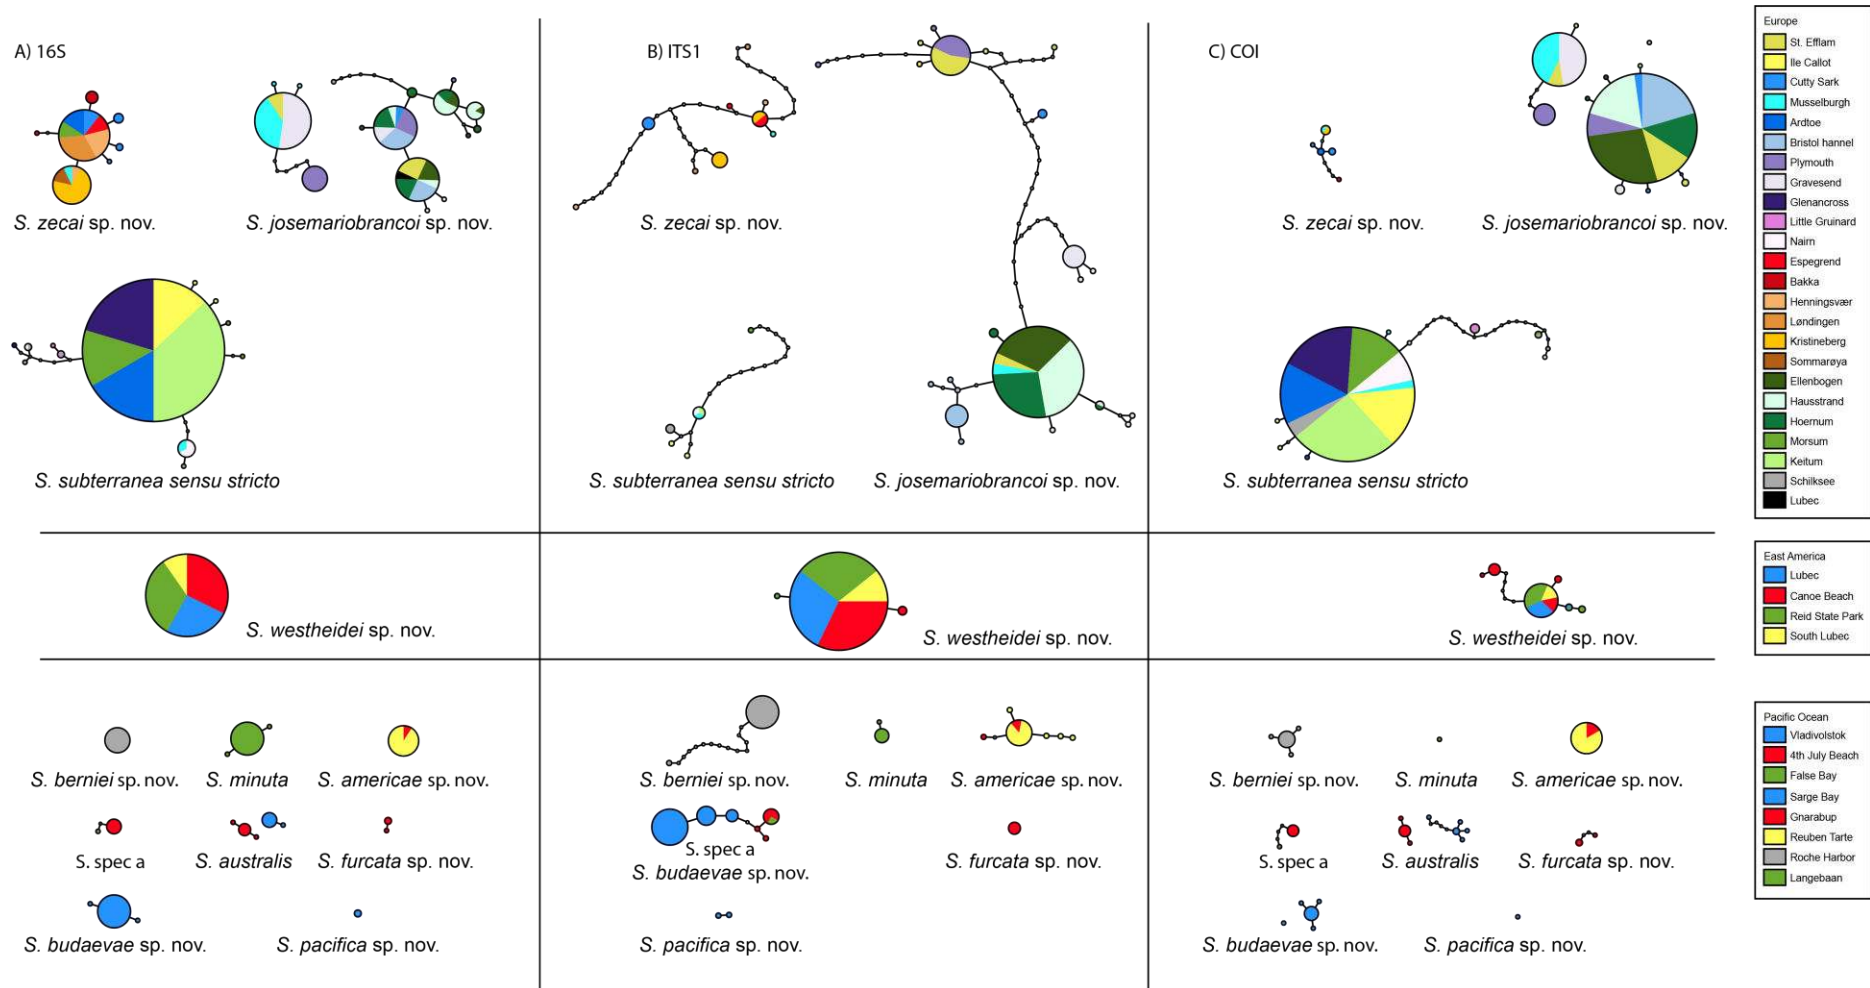 A) 16S
B) ITS1
C) COI
S. zecai sp. nov.
S. josemariobrancoi sp. nov.
S. zecai sp. nov.
S. zecai sp. nov.
S. josemariobrancoi sp. nov.
S. subterranea sensu stricto
S. subterranea sensu stricto
S. josemariobrancoi sp. nov.
S. subterranea sensu stricto
S. westheidei sp. nov.
S. westheidei sp. nov.
S. westheidei sp. nov.
S. berniei sp. nov.
S. minuta
S. americae sp. nov.
S. berniei sp. nov.
S. minuta
S. americae sp. nov.
S. berniei sp. nov.
S. minuta
S. americae sp. nov.
S. spec a
S. australis
S. furcata sp. nov.
S. spec a
S. budaevae sp. nov.
S. furcata sp. nov.
S. spec a
S. australis
S. furcata sp. nov.
S. budaevae sp. nov.
S. pacifica sp. nov.
S. pacifica sp. nov.
S. budaevae sp. nov.
S. pacifica sp. nov.
Europe
St. Efflam
Ile Callot
Cutty Sark
Musselburgh
Ardtoe
Bristol hannel
Plymouth
Gravesend
Glenancross
Little Gruinard
Nairn
Espegrend
Bakka
Henningsvær
Løndingen
Kristineberg
Sommarøya
Ellenbogen
Hausstrand
Hoernum
Morsum
Keitum
Schilksee
Lubec
East America
Lubec
Canoe Beach
Reid State Park
South Lubec
Pacific Ocean
Vladivolstok
4th July Beach
False Bay
Sarge Bay
Gnarabup
Reuben Tarte
Roche Harbor
Langebaan